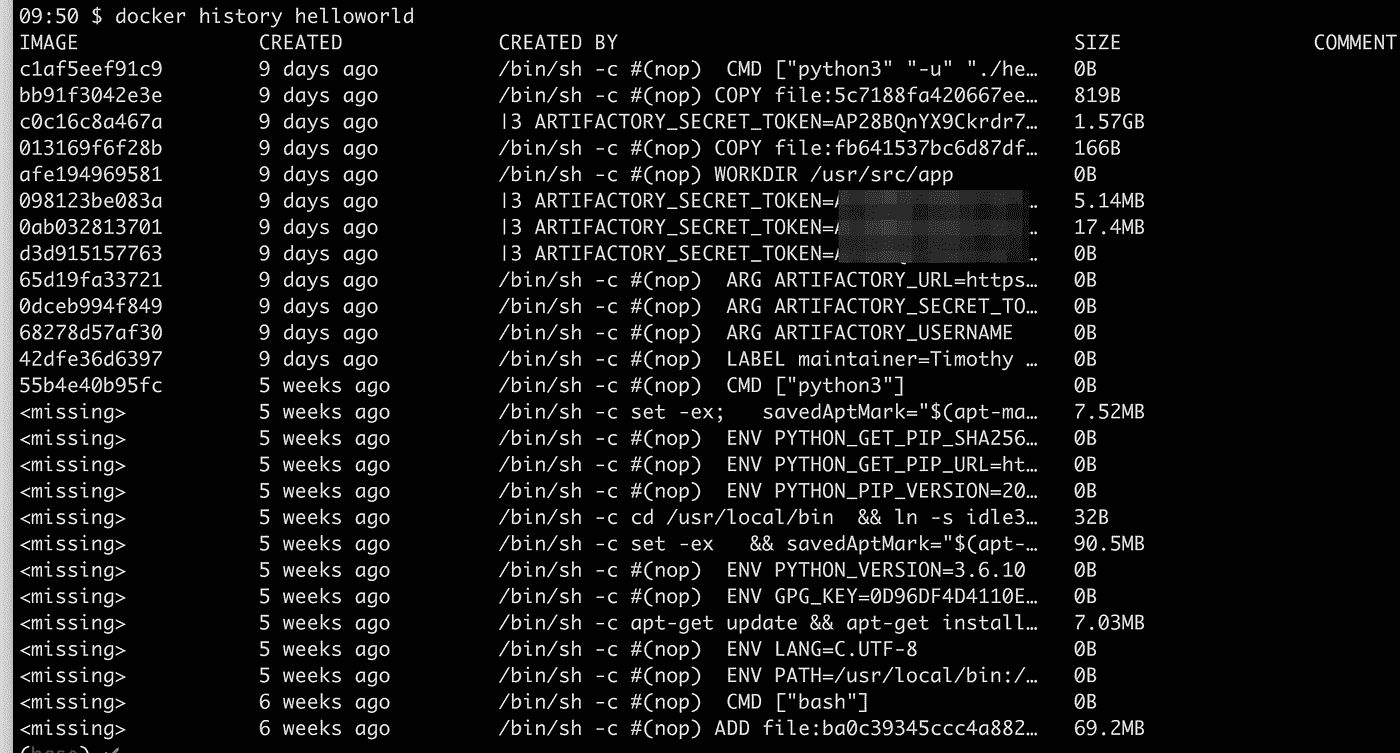 09:50 $ docker history helloworld
IMAGE CREATED CREATED BY SIZE COMMENT
c1af5eef91c9 9 days ago /bin/sh -c #(nop) CMD ["python3" "-u" "./he… 0B
bb91f3042e3e 9 days ago /bin/sh -c #(nop) COPY file:5c7188fa420667ee… 819B
c0c16c8a467a 9 days ago |3 ARTIFACTORY_SECRET_TOKEN=AP28BQnYX9Ckrdr7… 1.57GB
013169f6f28b 9 days ago /bin/sh -c #(nop) COPY file:fb641537bc6d87df… 166B
afe194969581 9 days ago /bin/sh -c #(nop) WORKDIR /usr/src/app 0B
098123be083a 9 days ago |3 ARTIFACTORY_SECRET_TOKEN= … 5.14MB
0ab032813701 9 days ago |3 ARTIFACTORY_SECRET_TOKEN= … 17.4MB
d3d915157763 9 days ago |3 ARTIFACTORY_SECRET_TOKEN= … 0B
65d19fa33721 9 days ago /bin/sh -c #(nop) ARG ARTIFACTORY_URL=https… 0B
0dceb994f849 9 days ago /bin/sh -c #(nop) ARG ARTIFACTORY_SECRET_TO… 0B
68278d57af30 9 days ago /bin/sh -c #(nop) ARG ARTIFACTORY_USERNAME 0B
42dfe36d6397 9 days ago /bin/sh -c #(nop) LABEL maintainer=Timothy … 0B
55b4e40b95fc 5 weeks ago /bin/sh -c #(nop) CMD ["python3"] 0B
<missing> 5 weeks ago /bin/sh -c set -ex; savedAptMark="$(apt-ma… 7.52MB
<missing> 5 weeks ago /bin/sh -c #(nop) ENV PYTHON_GET_PIP_SHA256… 0B
<missing> 5 weeks ago /bin/sh -c #(nop) ENV PYTHON_GET_PIP_URL=ht… 0B
<missing> 5 weeks ago /bin/sh -c #(nop) ENV PYTHON_PIP_VERSION=20… 0B
<missing> 5 weeks ago /bin/sh -c cd /usr/local/bin && ln -s idle3… 32B
<missing> 5 weeks ago /bin/sh -c set -ex && savedAptMark="$(apt-… 90.5MB
<missing> 5 weeks ago /bin/sh -c #(nop) ENV PYTHON_VERSION=3.6.10 0B
<missing> 5 weeks ago /bin/sh -c #(nop) ENV GPG_KEY=0D96DF4D4110E… 0B
<missing> 5 weeks ago /bin/sh -c apt-get update && apt-get install… 7.03MB
<missing> 5 weeks ago /bin/sh -c #(nop) ENV LANG=C.UTF-8 0B
<missing> 5 weeks ago /bin/sh -c #(nop) ENV PATH=/usr/local/bin:/… 0B
<missing> 6 weeks ago /bin/sh -c #(nop) CMD ["bash"] 0B
<missing> 6 weeks ago /bin/sh -c #(nop) ADD file:ba0c39345ccc4a882… 69.2MB